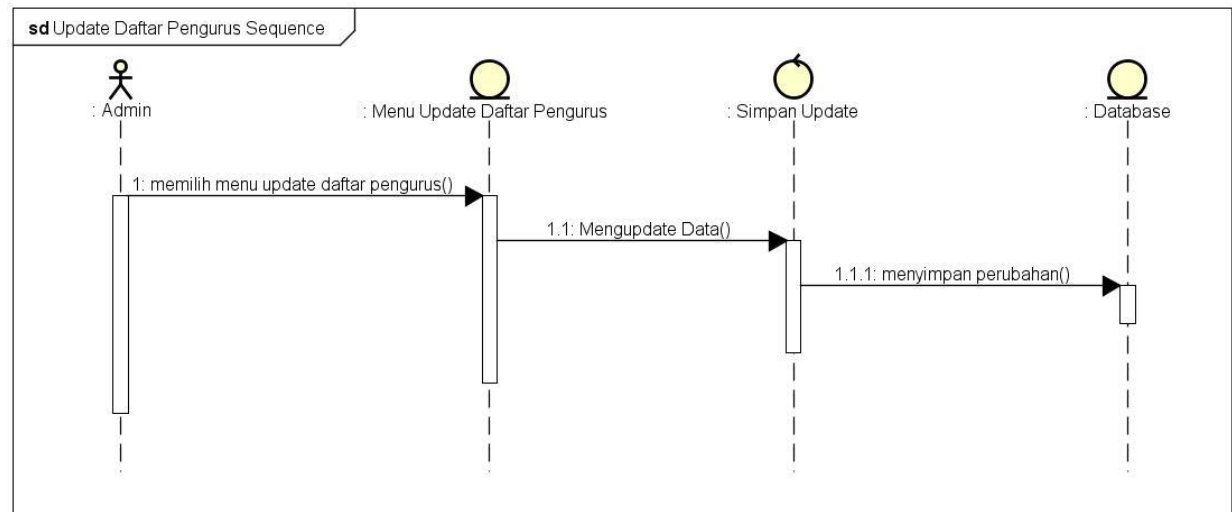 sd Update Daftar Pengurus Sequence
: Admin
: Menu Update Daftar Pengurus
: Simpan Update
: Database
1: memilih menu update daftar pengurus()
1.1: Mengupdate Data()
1.1.1: menyimpan perubahan()